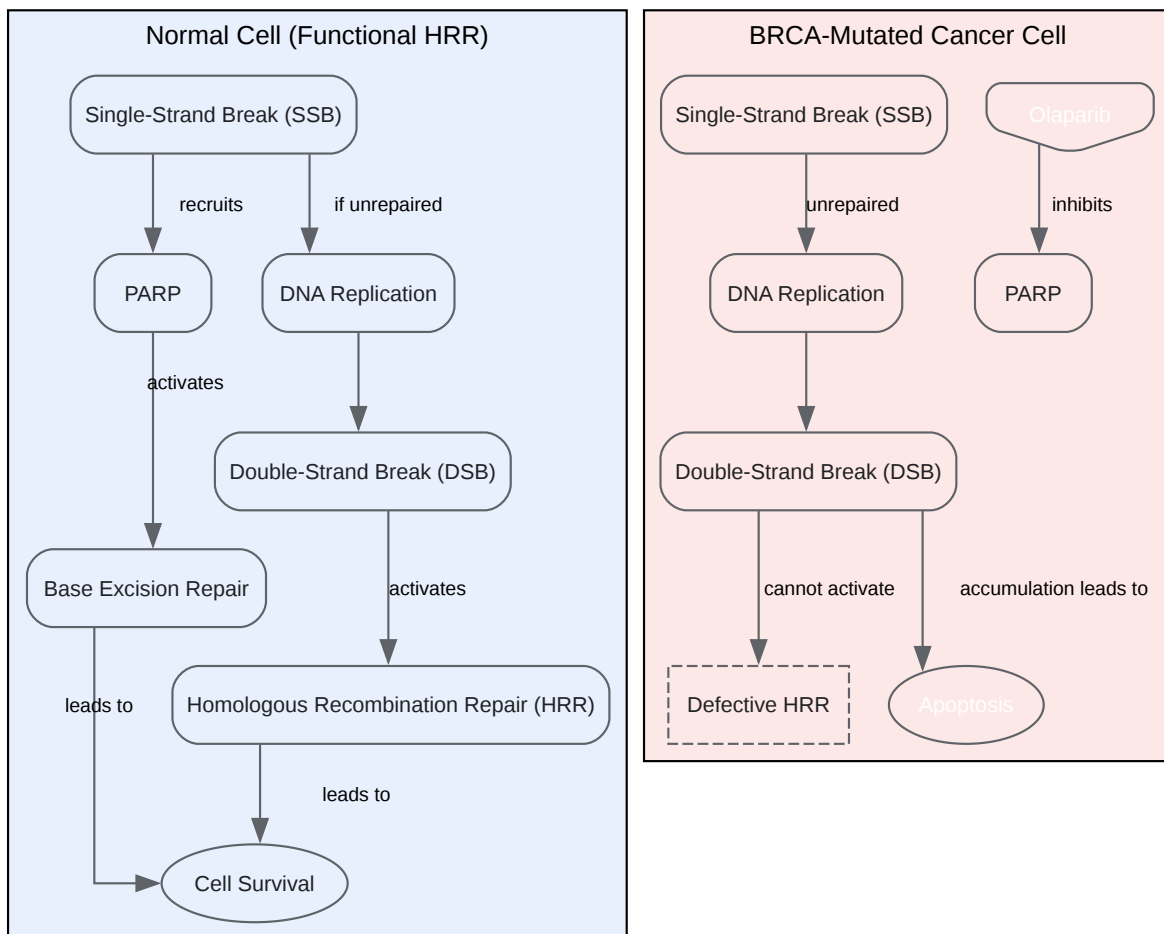 Normal Cell (Functional HRR)
Single-Strand Break (SSB)
recruits
if unrepaired
PARP
DNA Replication
activates
Double-Strand Break (DSB)
Base Excision Repair
activates
leads to
Homologous Recombination Repair (HRR)
leads to
Cell Survival
BRCA-Mutated Cancer Cell
Single-Strand Break (SSB)
Olaparib
unrepaired
inhibits
DNA Replication
PARP
Double-Strand Break (DSB)
cannot activate
accumulation leads to
Defective HRR
Apoptosis